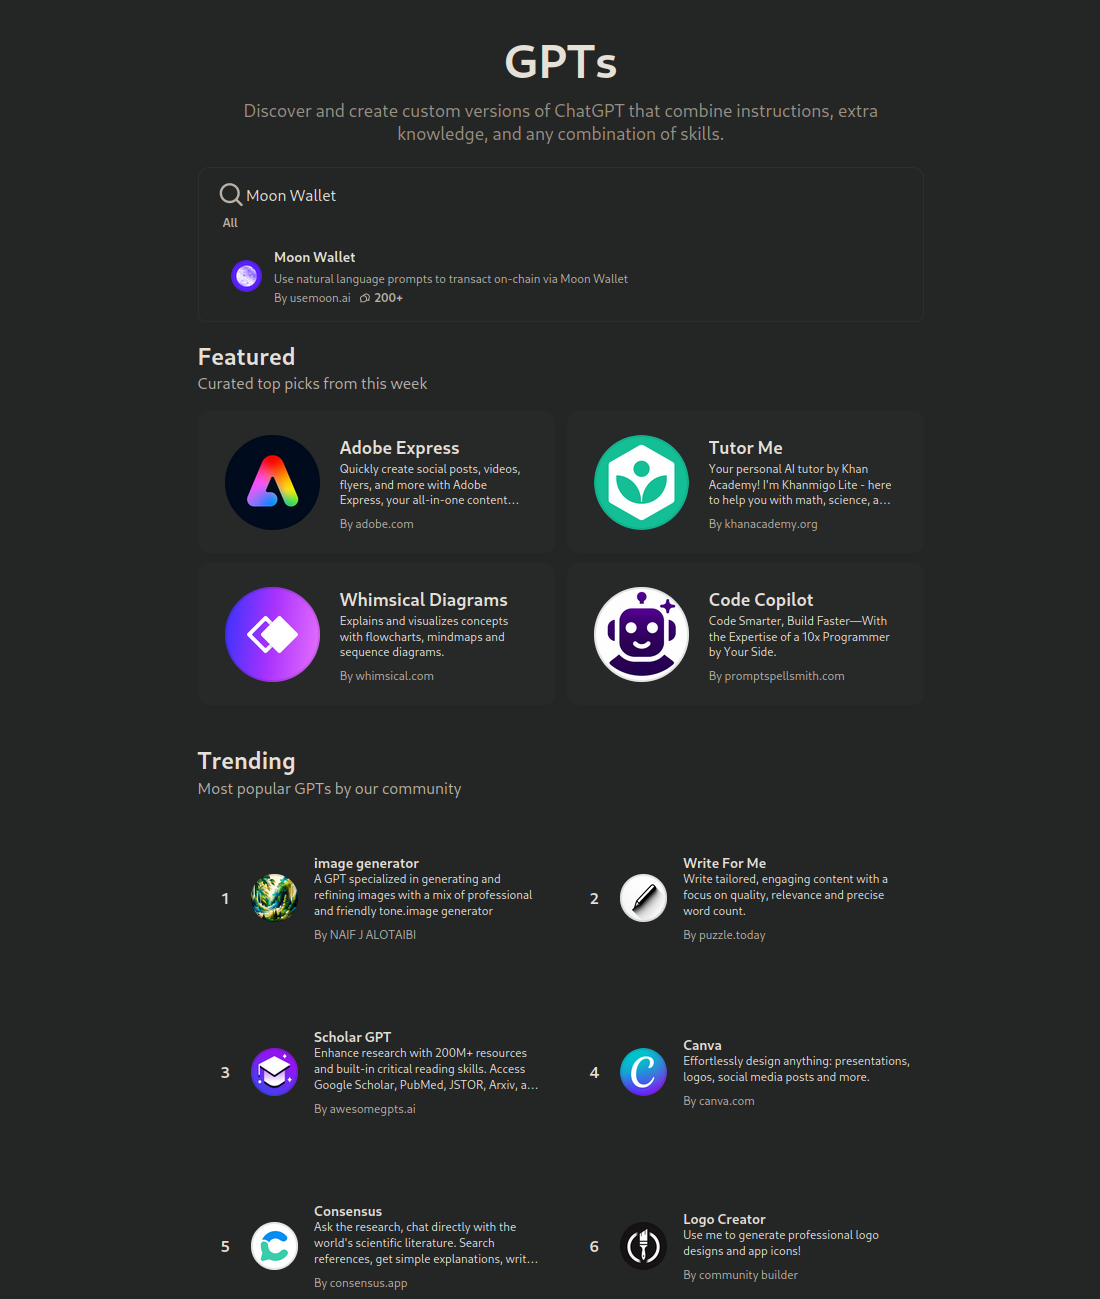 GPTs
Discover and create custom versions of ChatGPT that combine instructions, extra
knowledge, and any combination of skills.
Moon Wallet
All
Moon Wallet
Use natural language prompts to transact on-chain via Moon Wallet
By usemoon.ai 200+
Featured
Curated top picks from this week
Adobe Express
Quickly create social posts, videos,
flyers, and more with Adobe
Express, your all-in-one content…
By adobe.com
Tutor Me
Your personal AI tutor by Khan
Academy! I'm Khanmigo Lite - here
to help you with math, science, a…
By khanacademy.org
Whimsical Diagrams
Explains and visualizes concepts
with flowcharts, mindmaps and
sequence diagrams.
By whimsical.com
Code Copilot
Code Smarter, Build Faster—With
the Expertise of a 10x Programmer
by Your Side.
By promptspellsmith.com
Trending
Most popular GPTs by our community
1
image generator
A GPT specialized in generating and
refining images with a mix of professional
and friendly tone.image generator
By NAIF J ALOTAIBI
2
Write For Me
Write tailored, engaging content with a
focus on quality, relevance and precise
word count.
By puzzle.today
3
Scholar GPT
Enhance research with 200M+ resources
and built-in critical reading skills. Access
Google Scholar, PubMed, JSTOR, Arxiv, a…
By awesomegpts.ai
4
Canva
Effortlessly design anything: presentations,
logos, social media posts and more.
By canva.com
5
Consensus
Ask the research, chat directly with the
world's scientific literature. Search
references, get simple explanations, writ…
By consensus.app
6
Logo Creator
Use me to generate professional logo
designs and app icons!
By community builder